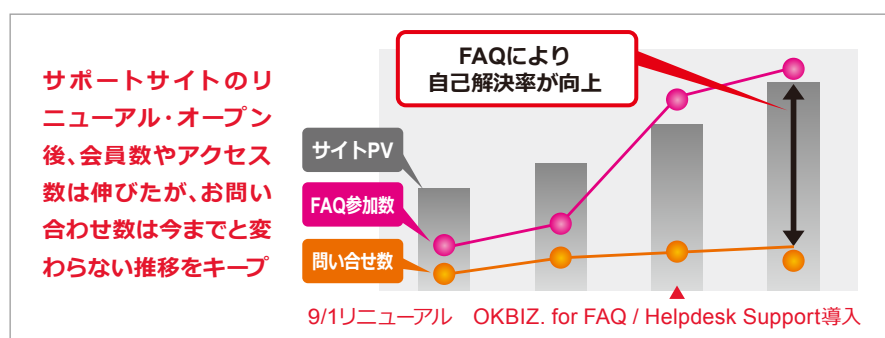 サポートサイトのリ
ニューアル・オープン
後、会員数やアクセス
数は伸びたが、お問い
合わせ数は今までと変
わらない推移をキープ
FAQにより
自己解決率が向上
サイトPV
FAQ参加数
問い合せ数
9/1リニューアル OKBIZ. for FAQ / Helpdesk Support導入